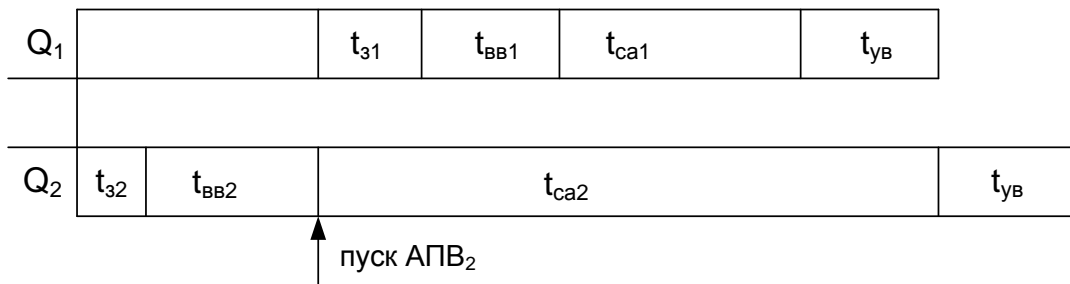 Q₁ tз1 tвв1 tса1 tув
Q₂ tз2 tвв2 tса2 tув
пуск АПВ₂